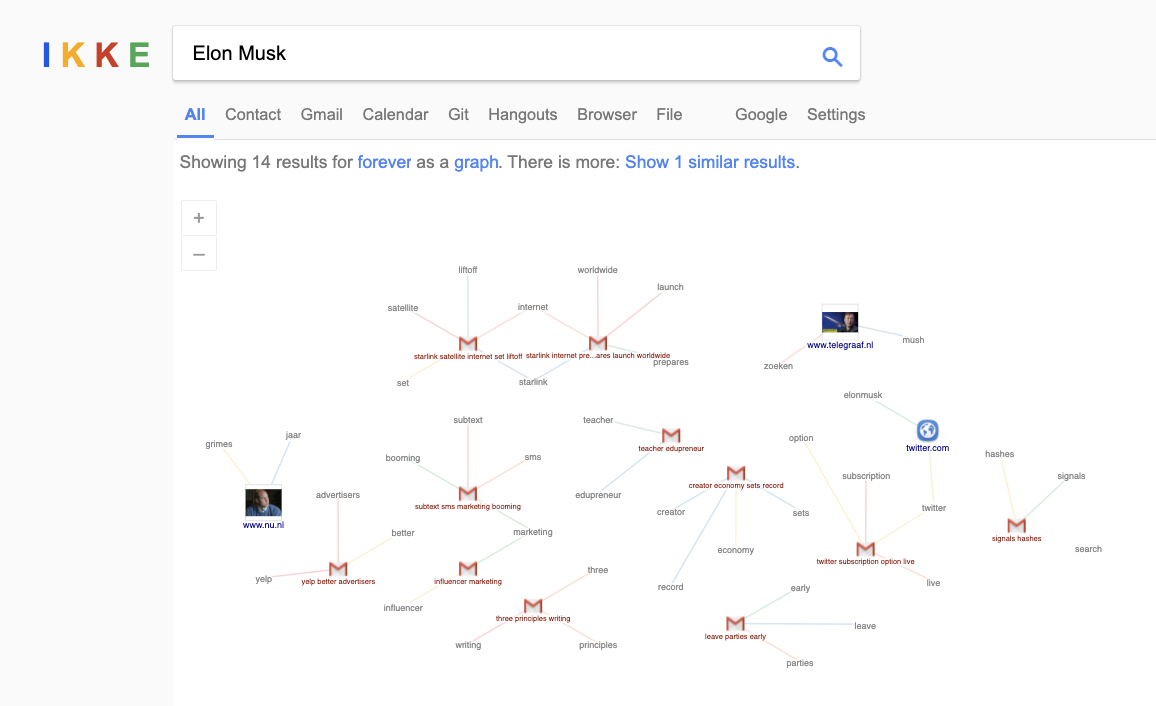 IKKE
Elon Musk
All Contact Gmail Calendar Git Hangouts Browser File Google Settings
Showing 14 results for forever as a graph. There is more: Show 1 similar results.
+
–
liftoff
worldwide
launch
satellite
internet
starlink satellite internet set liftoff
starlink internet pre...ares launch worldwide
prepares
set
starlink
www.telegraaf.nl
mush
zoeken
elonmusk
twitter.com
grimes
jaar
www.nu.nl
subtext
booming
sms
subtext sms marketing booming
marketing
teacher
teacher edupreneur
edupreneur
creator economy sets record
creator
sets
economy
record
option
subscription
twitter
twitter subscription option live
live
hashes
signals
signals hashes
search
advertisers
better
yelp
yelp better advertisers
influencer marketing
influencer
three
three principles writing
writing
principles
early
leave
leave parties early
parties